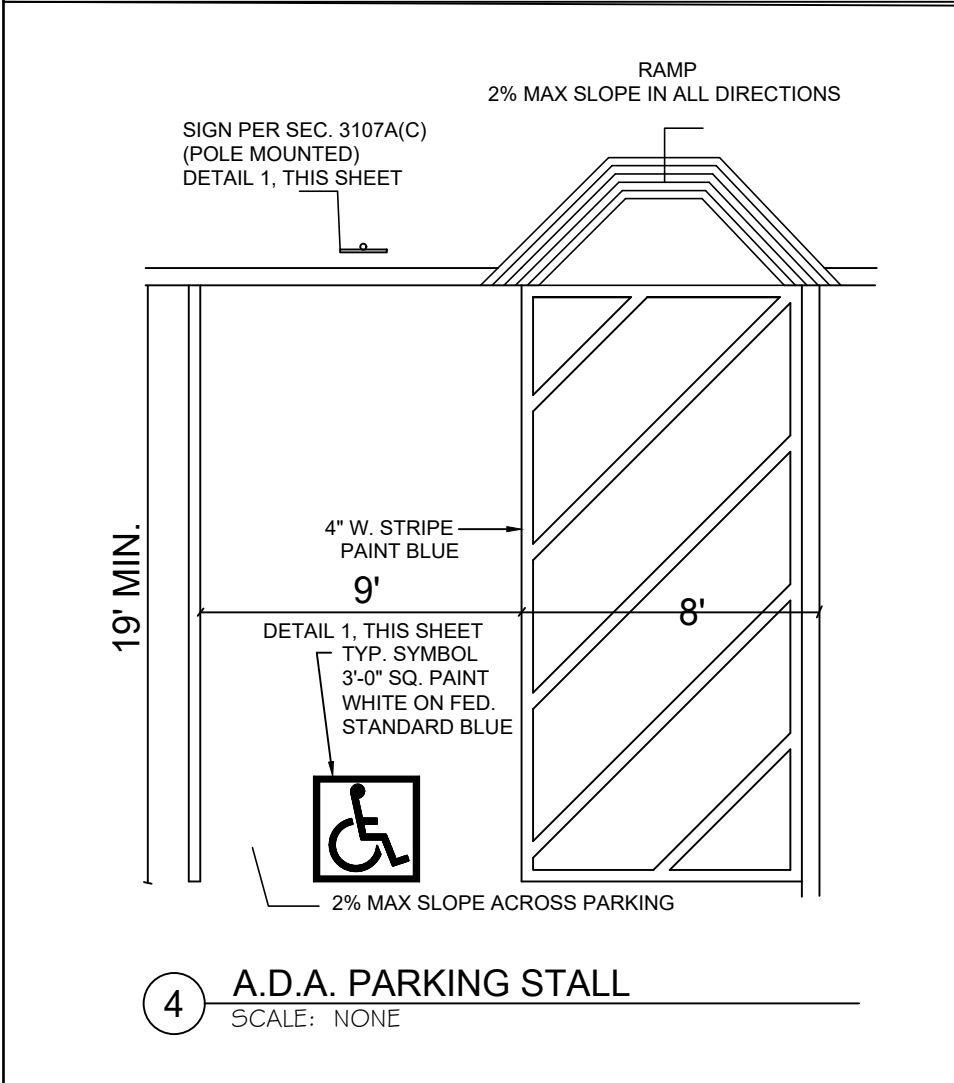 RAMP
2% MAX SLOPE IN ALL DIRECTIONS
SIGN PER SEC. 3107A(C)
(POLE MOUNTED)
DETAIL 1, THIS SHEET
19' MIN.
4" W. STRIPE
PAINT BLUE
9'
8'
DETAIL 1, THIS SHEET
TYP. SYMBOL
3'-0" SQ. PAINT
WHITE ON FED.
STANDARD BLUE
2% MAX SLOPE ACROSS PARKING
4
A.D.A. PARKING STALL
SCALE: NONE